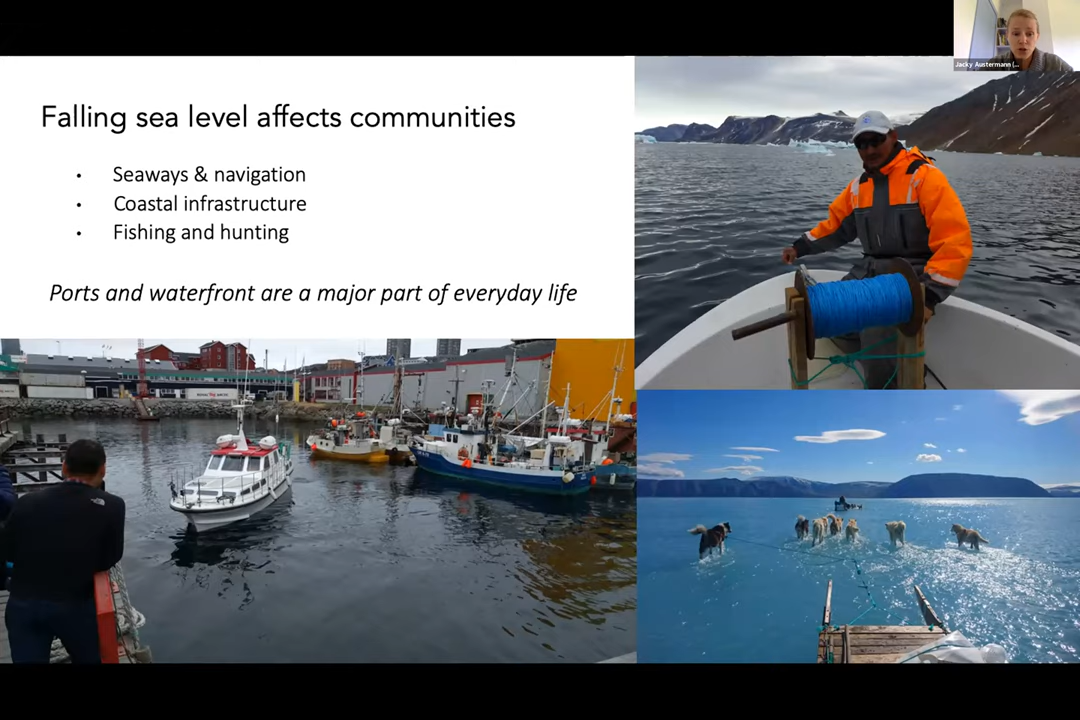 Jacky Austermann (...
Falling sea level affects communities
• Seaways & navigation
• Coastal infrastructure
• Fishing and hunting
Ports and waterfront are a major part of everyday life